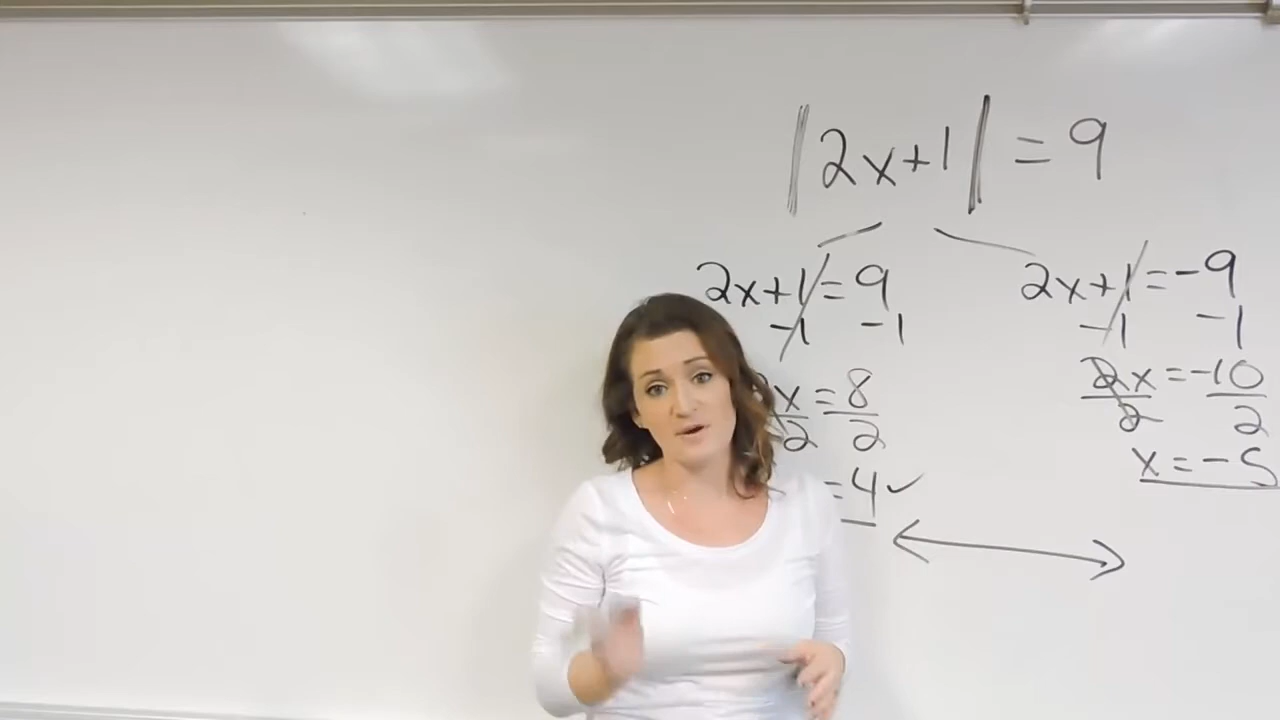 |2x+1| = 9
2x+1 = 9
-1 -1
x = 8
2 2
= 4 ✓
2x+1 = -9
-1 -1
2x = -10
2 2
x = -5